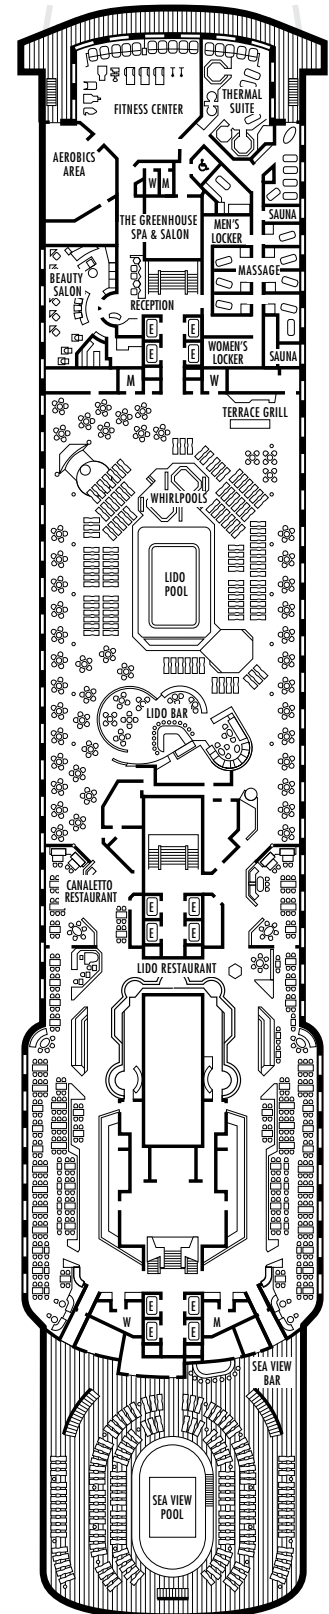 FITNESS CENTER
THERMAL
SUITE
AEROBICS
AREA
W M
SAUNA
THE GREENHOUSE
SPA & SALON
MEN'S
LOCKER
MASSAGE
BEAUTY
SALON
RECEPTION
E E
E E
WOMEN'S
LOCKER
SAUNA
M W
TERRACE GRILL
WHIRLPOOLS
LIDO
POOL
LIDO BAR
CANALETTO
RESTAURANT
E E
E E
LIDO RESTAURANT
E E
W M
E E
SEA VIEW
BAR
SEA VIEW
POOL